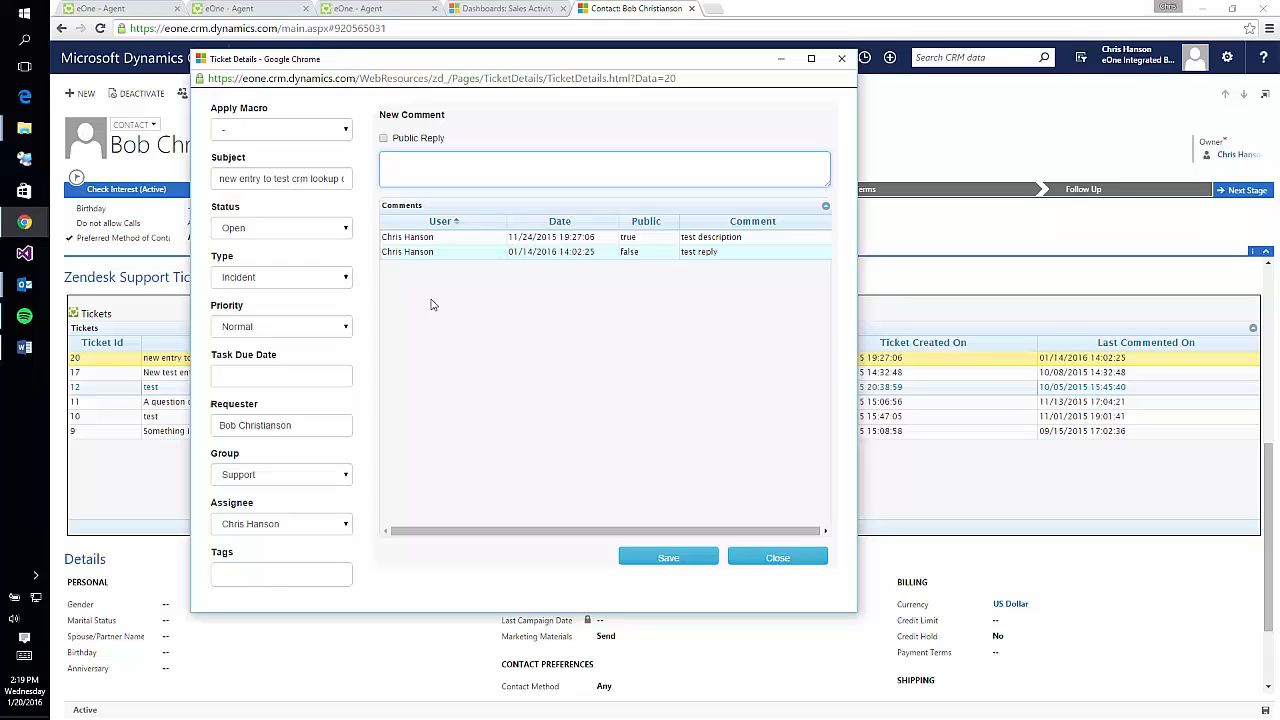 eOne - Agent
eOne - Agent
eOne - Agent
Dashboards: Sales Activity
Contact: Bob Christianson
Chris
https://eone.crm.dynamics.com/main.aspx#920565031
Microsoft Dynamics
Search CRM data
Chris Hanson
eOne Integrated B...
Ticket Details - Google Chrome
https://eone.crm.dynamics.com/WebResources/zd_/Pages/TicketDetails/TicketDetails.html?Data=20
NEW
DEACTIVATE
CONTACT
Bob Chr
Owner*
Chris Hanso
Check Interest (Active)
erms
Follow Up
Next Stage
Birthday
Do not allow Calls
Preferred Method of Conta
Zendesk Support Tic
Tickets
Tickets
Ticket Id
Ticket Created On
Last Commented On
20
new entry to
5 19:27:06
01/14/2016 14:02:25
17
New test en
5 14:32:48
10/08/2015 14:32:48
12
test
5 20:38:59
10/05/2015 15:45:40
11
A question o
5 15:06:56
11/13/2015 17:04:21
10
test
5 15:47:05
11/01/2015 19:01:41
9
Something i
5 15:08:58
09/15/2015 17:02:36
Apply Macro
-
Subject
new entry to test crm lookup o
Status
Open
Type
Incident
Priority
Normal
Task Due Date
Requester
Bob Christianson
Group
Support
Assignee
Chris Hanson
Tags
New Comment
Public Reply
Comments
User
Date
Public
Comment
Chris Hanson
11/24/2015 19:27:06
true
test description
Chris Hanson
01/14/2016 14:02:25
false
test reply
Save
Close
Details
PERSONAL
Gender
--
Marital Status
--
Spouse/Partner Name
--
Birthday
--
Anniversary
--
Last Campaign Date
--
Marketing Materials
Send
CONTACT PREFERENCES
Contact Method
Any
BILLING
Currency
US Dollar
Credit Limit
--
Credit Hold
No
Payment Terms
--
SHIPPING
Active
2:19 PM
Wednesday
1/20/2016